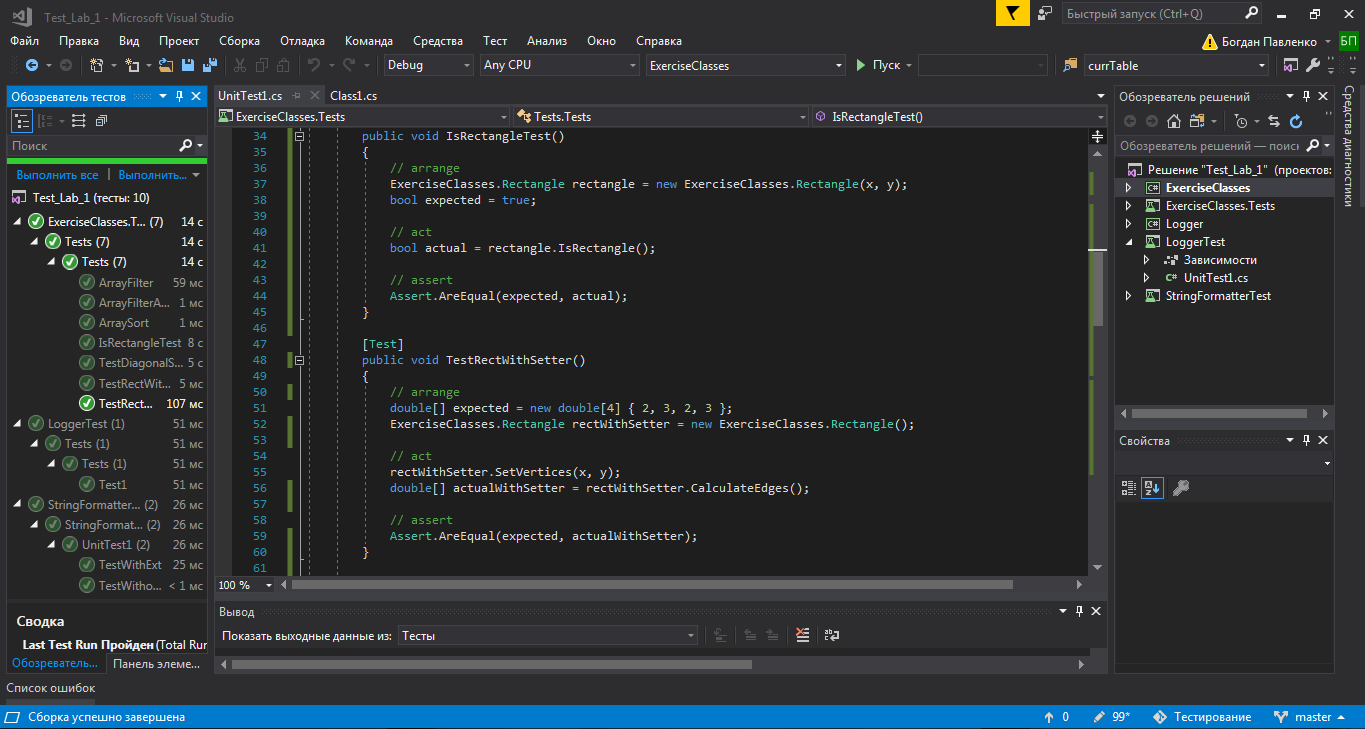 Test_Lab_1 - Microsoft Visual Studio
Быстрый запуск (Ctrl+Q)
Файл Правка Вид Проект Сборка Отладка Команда Средства Тест Анализ Окно Справка
Богдан Павленко БП
Debug Any CPU ExerciseClasses Пуск currTable
Обозреватель тестов
Поиск
Выполнить все | Выполнить...
Test_Lab_1 (тесты: 10)
ExerciseClasses.T... (7) 14 с
Tests (7) 14 с
Tests (7) 14 с
ArrayFilter 59 мс
ArrayFilterA... 1 мс
ArraySort 1 мс
IsRectangleTest 8 с
TestDiagonalS... 5 с
TestRectWit... 5 мс
TestRect... 107 мс
LoggerTest (1) 51 мс
Tests (1) 51 мс
Tests (1) 51 мс
Test1 51 мс
StringFormatter... (2) 26 мс
StringFormat... (2) 26 мс
UnitTest1 (2) 26 мс
TestWithExt 25 мс
TestWitho... < 1 мс
Сводка
Last Test Run Пройден (Total Rur
Обозреватель... Панель элеме...
UnitTest1.cs Class1.cs
ExerciseClasses.Tests Tests.Tests IsRectangleTest()
34 public void IsRectangleTest()
35 {
36 // arrange
37 ExerciseClasses.Rectangle rectangle = new ExerciseClasses.Rectangle(x, y);
38 bool expected = true;
39
40 // act
41 bool actual = rectangle.IsRectangle();
42
43 // assert
44 Assert.AreEqual(expected, actual);
45 }
46
47 [Test]
48 public void TestRectWithSetter()
49 {
50 // arrange
51 double[] expected = new double[4] { 2, 3, 2, 3 };
52 ExerciseClasses.Rectangle rectWithSetter = new ExerciseClasses.Rectangle();
53
54 // act
55 rectWithSetter.SetVertices(x, y);
56 double[] actualWithSetter = rectWithSetter.CalculateEdges();
57
58 // assert
59 Assert.AreEqual(expected, actualWithSetter);
60 }
61
100 %
Вывод
Показать выходные данные из: Тесты
Обозреватель решений
Обозреватель решений — поиск
Решение "Test_Lab_1" (проектов:
C# ExerciseClasses
ExerciseClasses.Tests
C# Logger
LoggerTest
Зависимости
C# UnitTest1.cs
StringFormatterTest
Свойства
Средства диагностики
Список ошибок
Сборка успешно завершена
0 99* Тестирование master